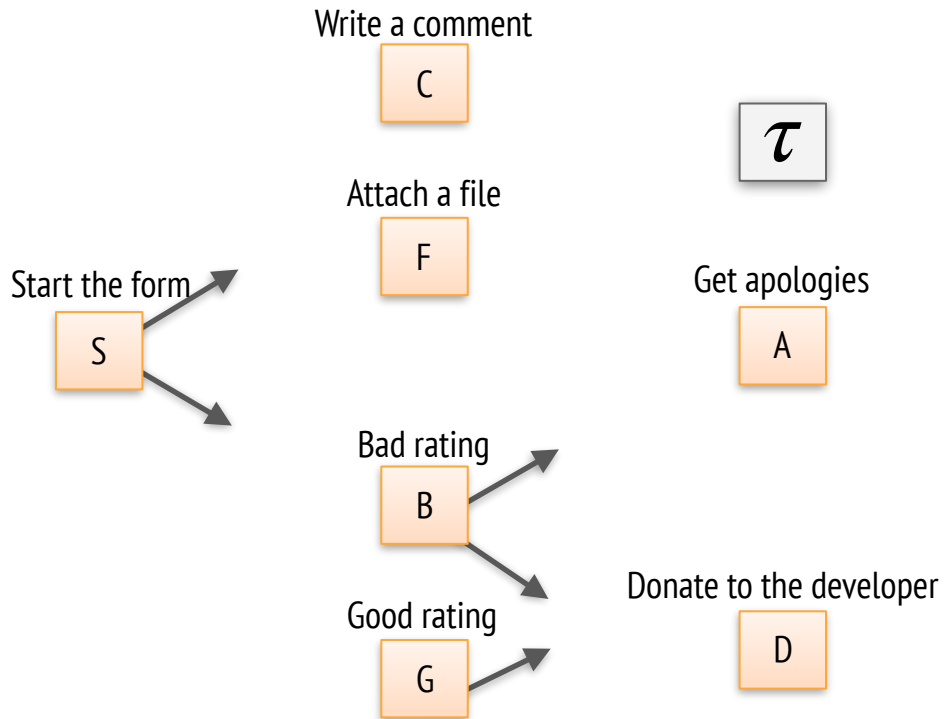 Write a comment
C
τ
Attach a file
F
Start the form
S
Get apologies
A
Bad rating
B
Good rating
G
Donate to the developer
D